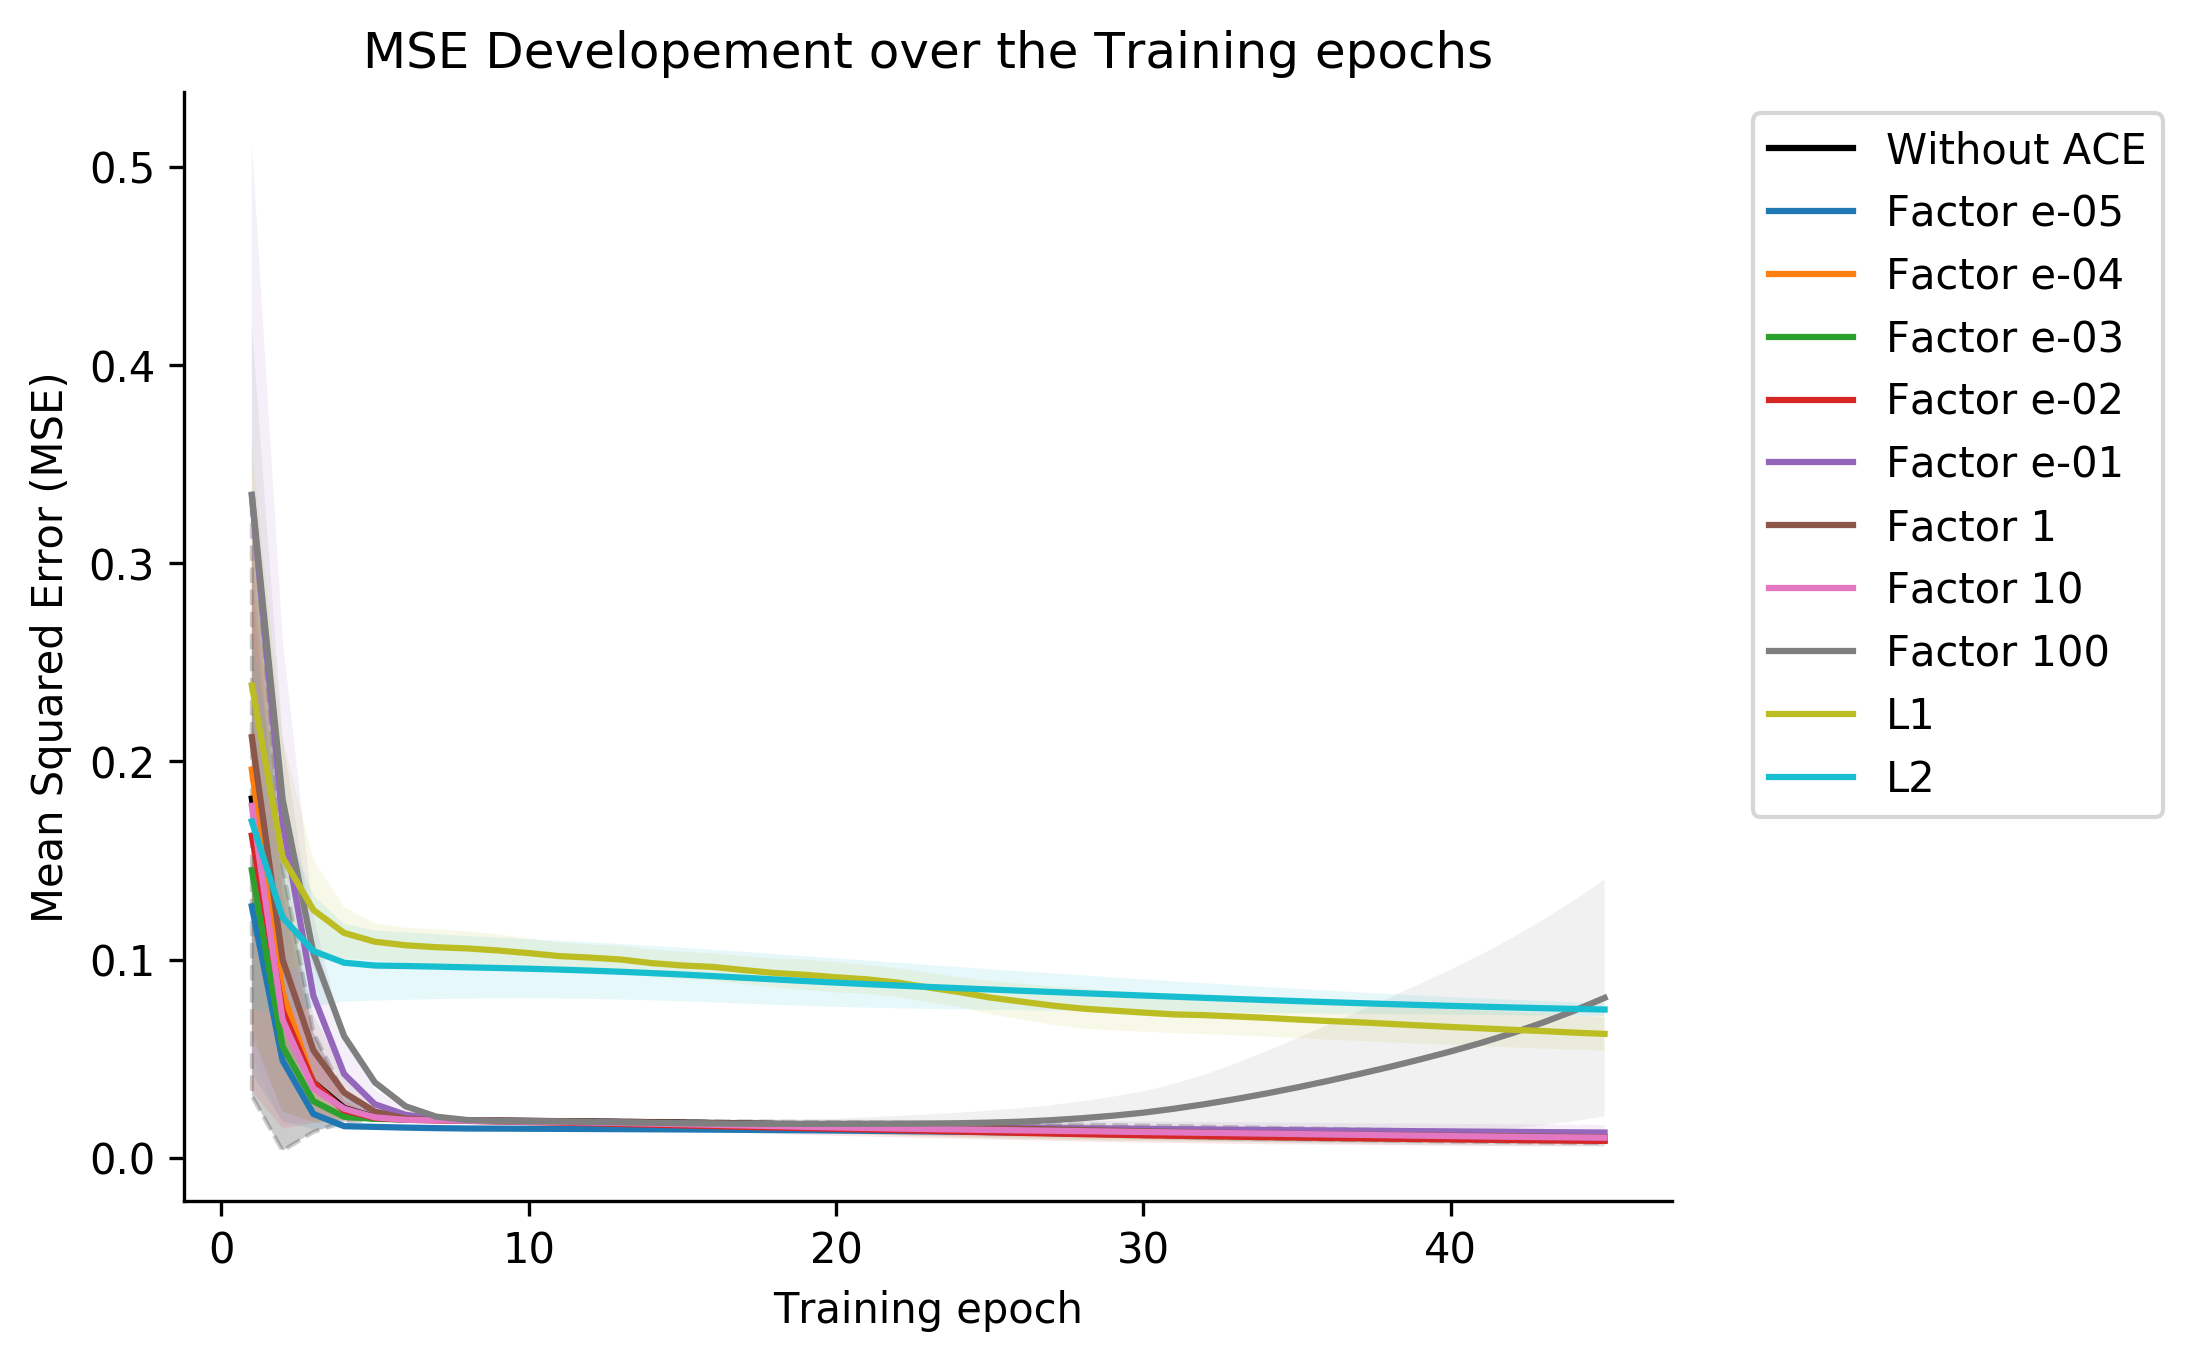 MSE Developement over the Training epochs
Mean Squared Error (MSE)
0.5
0.4
0.3
0.2
0.1
0.0
0 10 20 30 40
Training epoch
Without ACE
Factor e-05
Factor e-04
Factor e-03
Factor e-02
Factor e-01
Factor 1
Factor 10
Factor 100
L1
L2